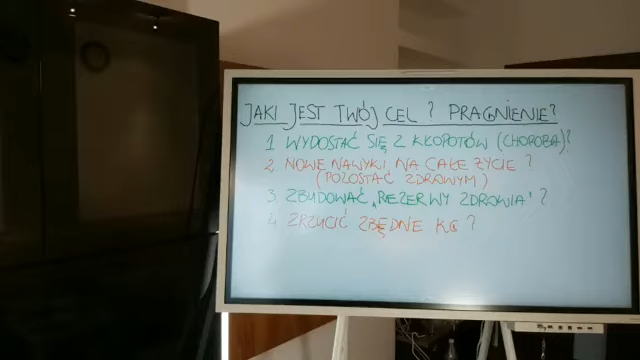 JAKI JEST TWÓJ CEL ? PRAGNIENIE?
1 WYDOSTAĆ SIĘ Z KŁOPOTÓW (CHOROBA)?
2. NOWE NAWYKI NA CAŁE ŻYCIE ?
(POZOSTAĆ ZDROWYM)
3. ZBUDOWAĆ „REZERWY ZDROWIA" ?
4. ZRZUCIĆ ZBĘDNE KG ?